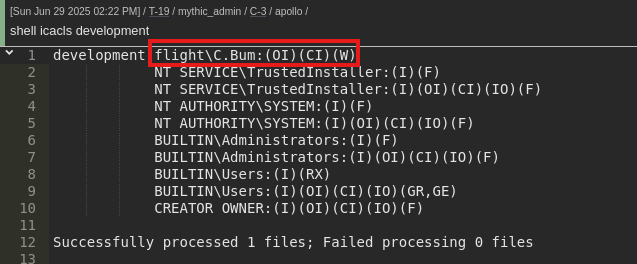 [Sun Jun 29 2025 02:22 PM] / T-19 / mythic_admin / C-3 / apollo /
shell icacls development
1 development flight\C.Bum:(OI)(CI)(W)
2 NT SERVICE\TrustedInstaller:(I)(F)
3 NT SERVICE\TrustedInstaller:(I)(OI)(CI)(IO)(F)
4 NT AUTHORITY\SYSTEM:(I)(F)
5 NT AUTHORITY\SYSTEM:(I)(OI)(CI)(IO)(F)
6 BUILTIN\Administrators:(I)(F)
7 BUILTIN\Administrators:(I)(OI)(CI)(IO)(F)
8 BUILTIN\Users:(I)(RX)
9 BUILTIN\Users:(I)(OI)(CI)(IO)(GR,GE)
10 CREATOR OWNER:(I)(OI)(CI)(IO)(F)
11
12 Successfully processed 1 files; Failed processing 0 files
13